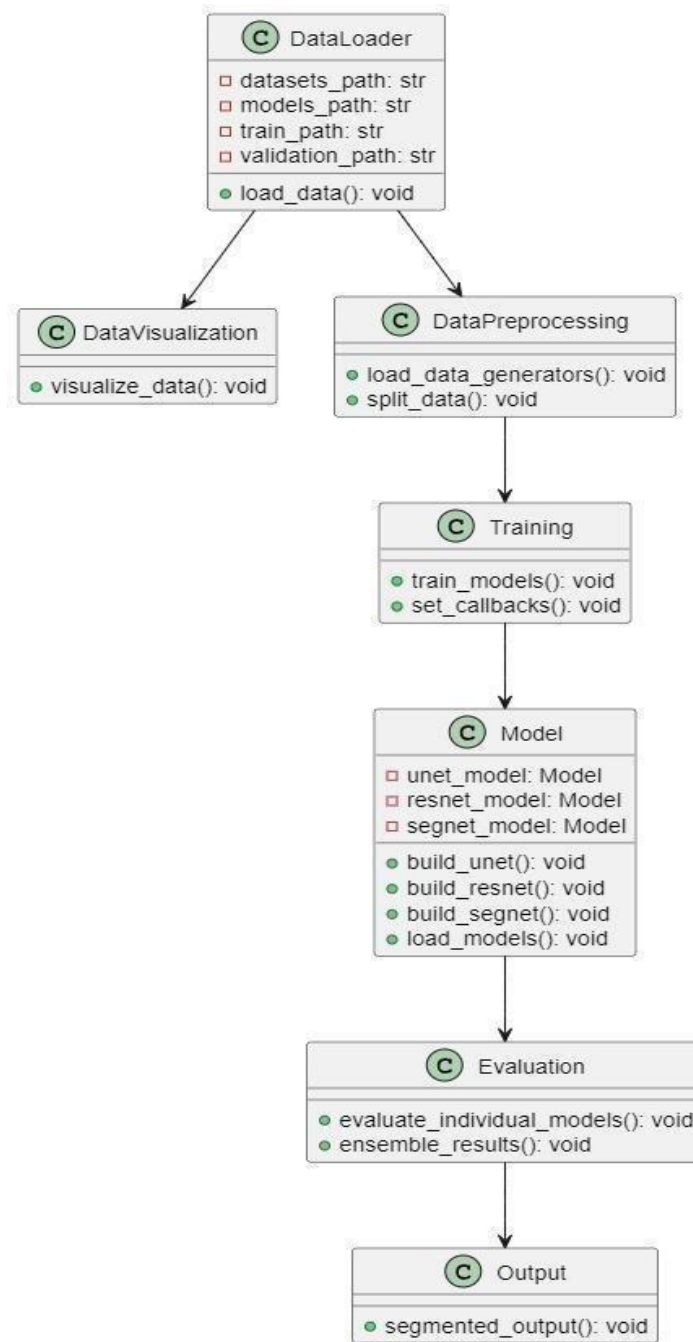 C DataLoader
datasets_path: str
models_path: str
train_path: str
validation_path: str
load_data(): void
C DataVisualization
visualize_data(): void
C DataPreprocessing
load_data_generators(): void
split_data(): void
C Training
train_models(): void
set_callbacks(): void
C Model
unet_model: Model
resnet_model: Model
segnet_model: Model
build_unet(): void
build_resnet(): void
build_segnet(): void
load_models(): void
C Evaluation
evaluate_individual_models(): void
ensemble_results(): void
C Output
segmented_output(): void